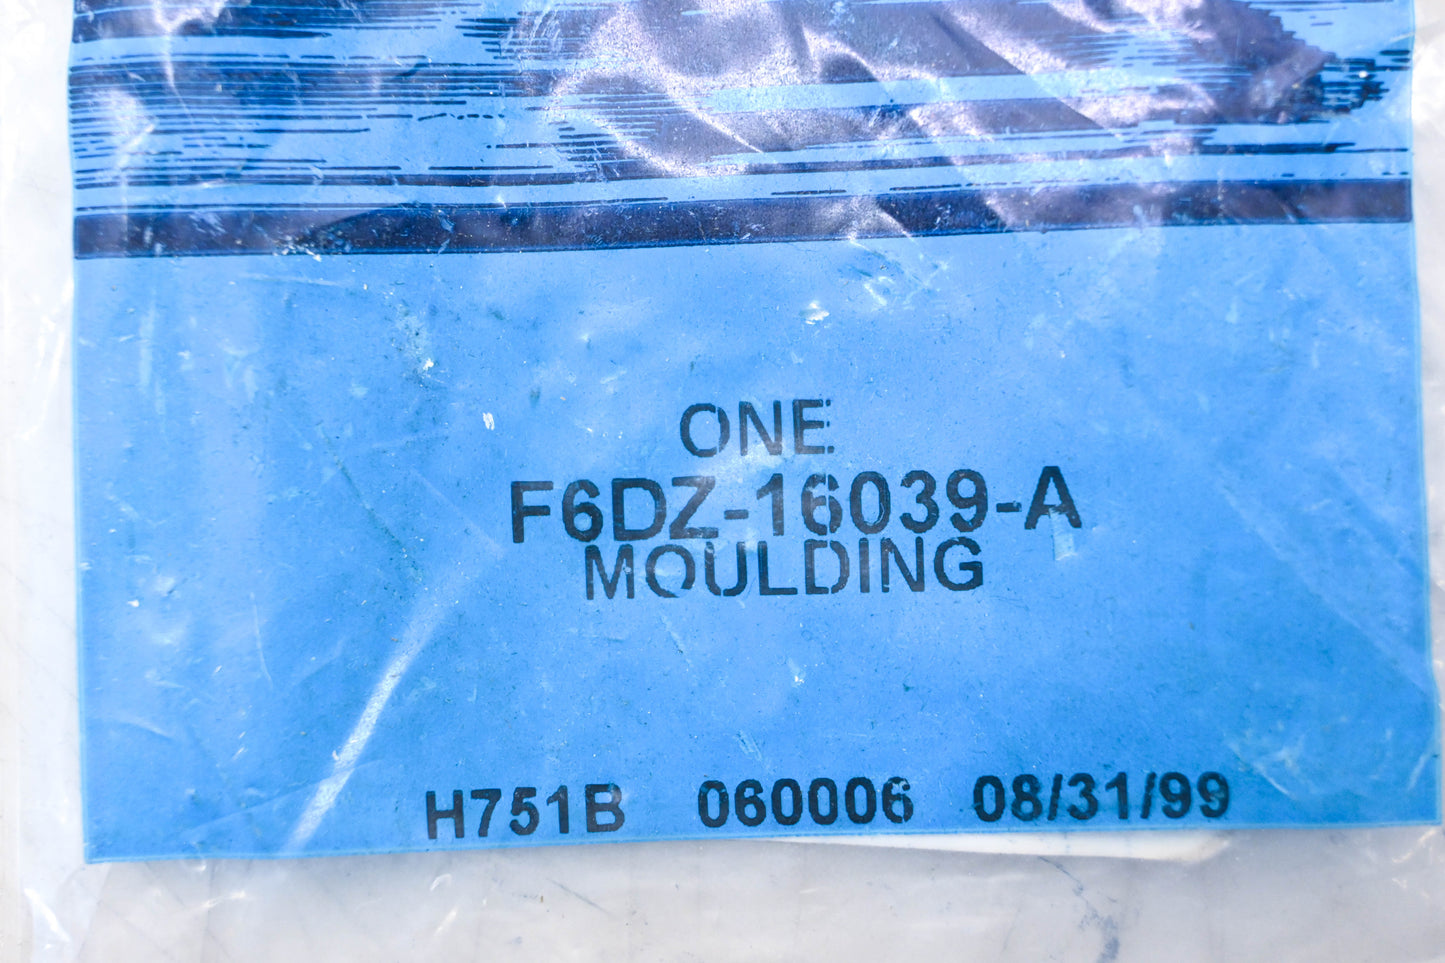 ONE
F6DZ-16039-A
MOULDING
H751B 060006 08/31/99